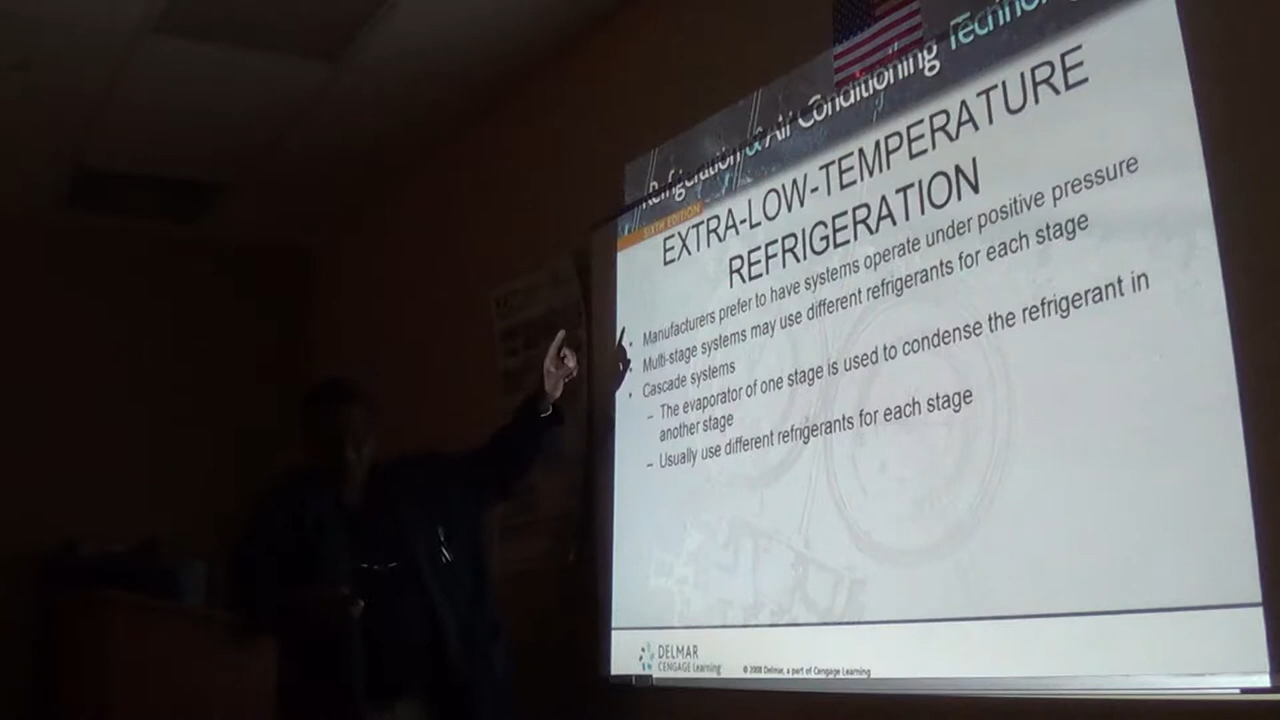 Refrigeration & Air Conditioning
SIXTH EDITION
EXTRA-LOW-TEMPERATURE
REFRIGERATION
• Manufacturers prefer to have systems operate under positive pressure
• Multi-stage systems may use different refrigerants for each stage
• Cascade systems
– The evaporator of one stage is used to condense the refrigerant in
another stage
– Usually use different refrigerants for each stage
DELMAR
CENGAGE Learning
© 2008 Delmar, a part of Cengage Learning